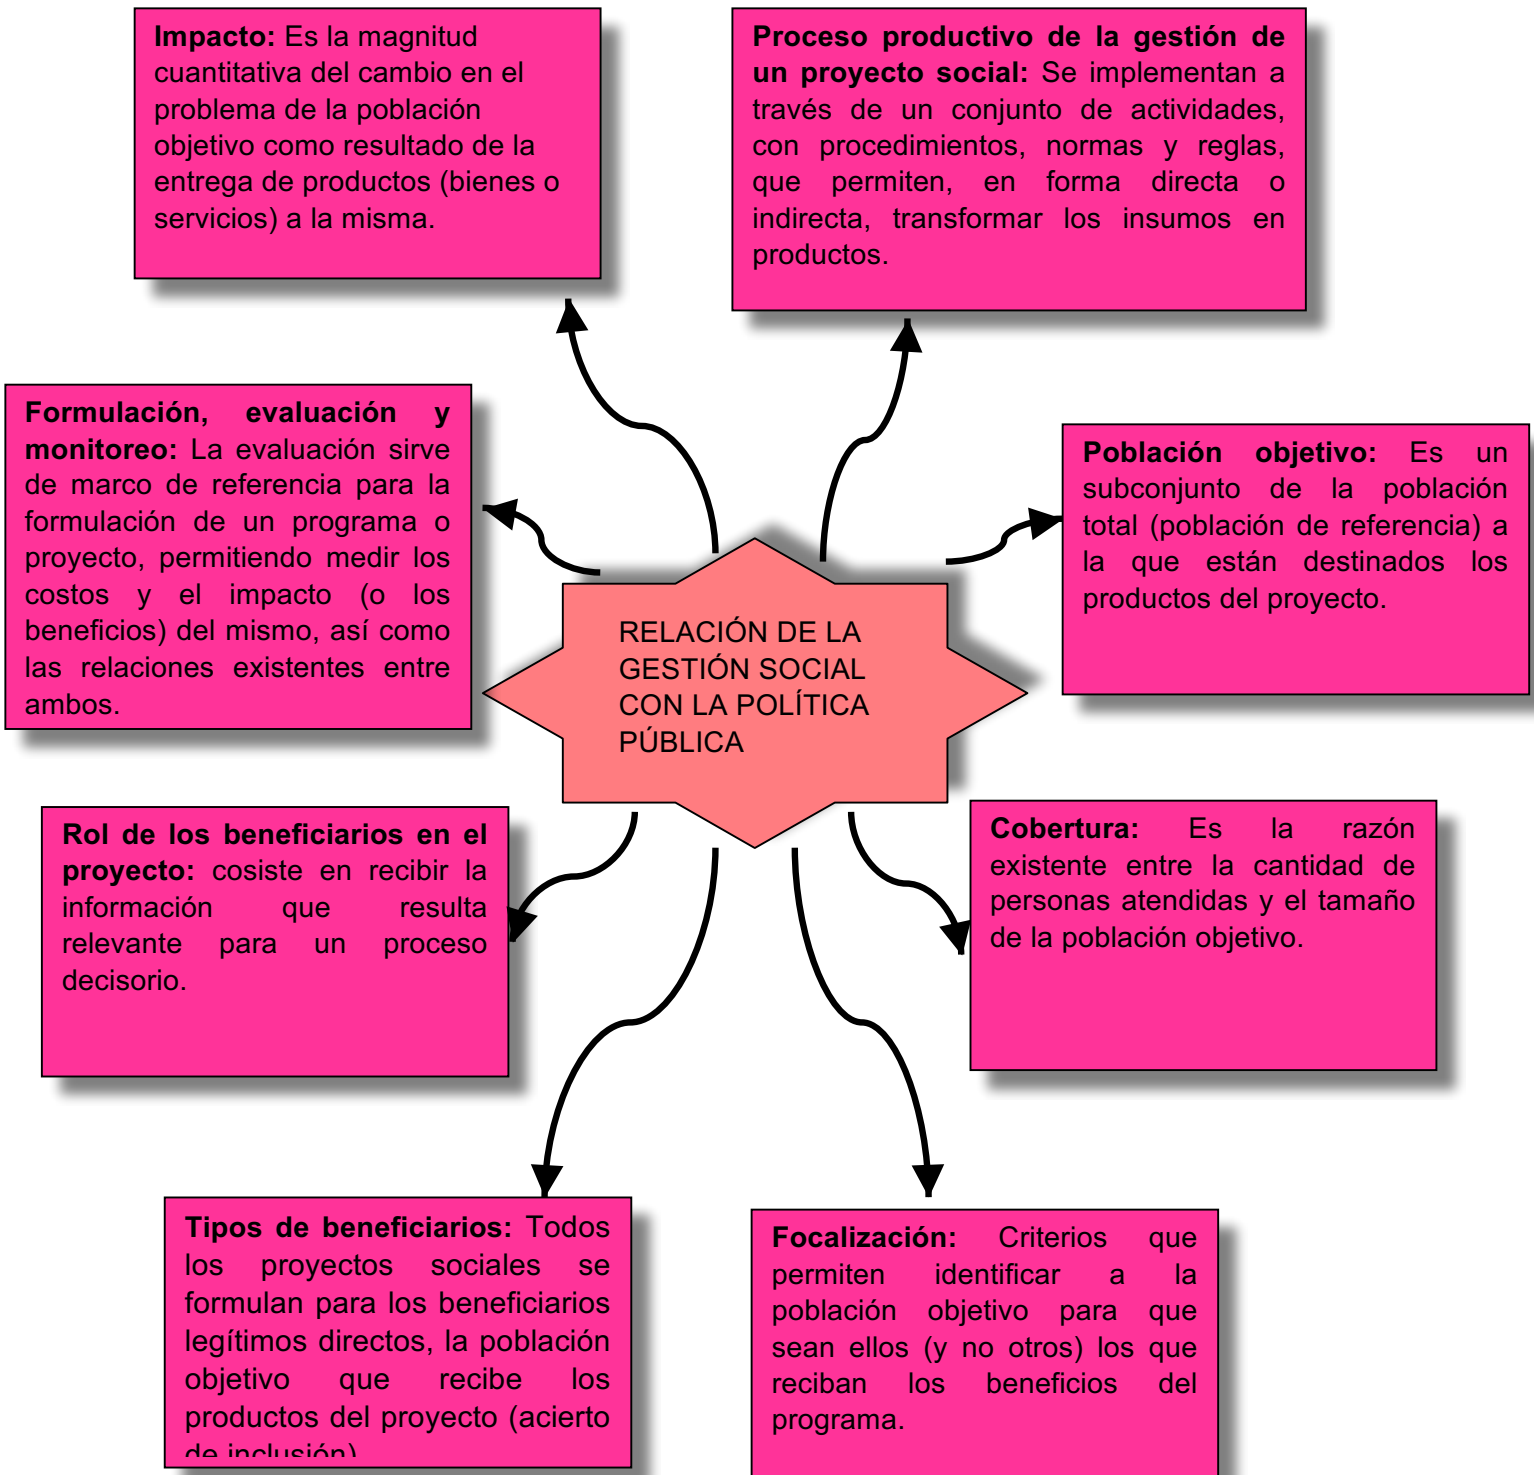 Impacto: Es la magnitud
cuantitativa del cambio en el
problema de la población
objetivo como resultado de la
entrega de productos (bienes o
servicios) a la misma.
Proceso productivo de la gestión de
un proyecto social: Se implementan a
través de un conjunto de actividades,
con procedimientos, normas y reglas,
que permiten, en forma directa o
indirecta, transformar los insumos en
productos.
Formulación, evaluación y
monitoreo: La evaluación sirve
de marco de referencia para la
formulación de un programa o
proyecto, permitiendo medir los
costos y el impacto (o los
beneficios) del mismo, así como
las relaciones existentes entre
ambos.
Población objetivo: Es un
subconjunto de la población
total (población de referencia) a
la que están destinados los
productos del proyecto.
RELACIÓN DE LA
GESTIÓN SOCIAL
CON LA POLÍTICA
PÚBLICA
Rol de los beneficiarios en el
proyecto: cosiste en recibir la
información que resulta
relevante para un proceso
decisorio.
Cobertura: Es la razón
existente entre la cantidad de
personas atendidas y el tamaño
de la población objetivo.
Tipos de beneficiarios: Todos
los proyectos sociales se
formulan para los beneficiarios
legítimos directos, la población
objetivo que recibe los
productos del proyecto (acierto
de inclusión)
Focalización: Criterios que
permiten identificar a la
población objetivo para que
sean ellos (y no otros) los que
reciban los beneficios del
programa.